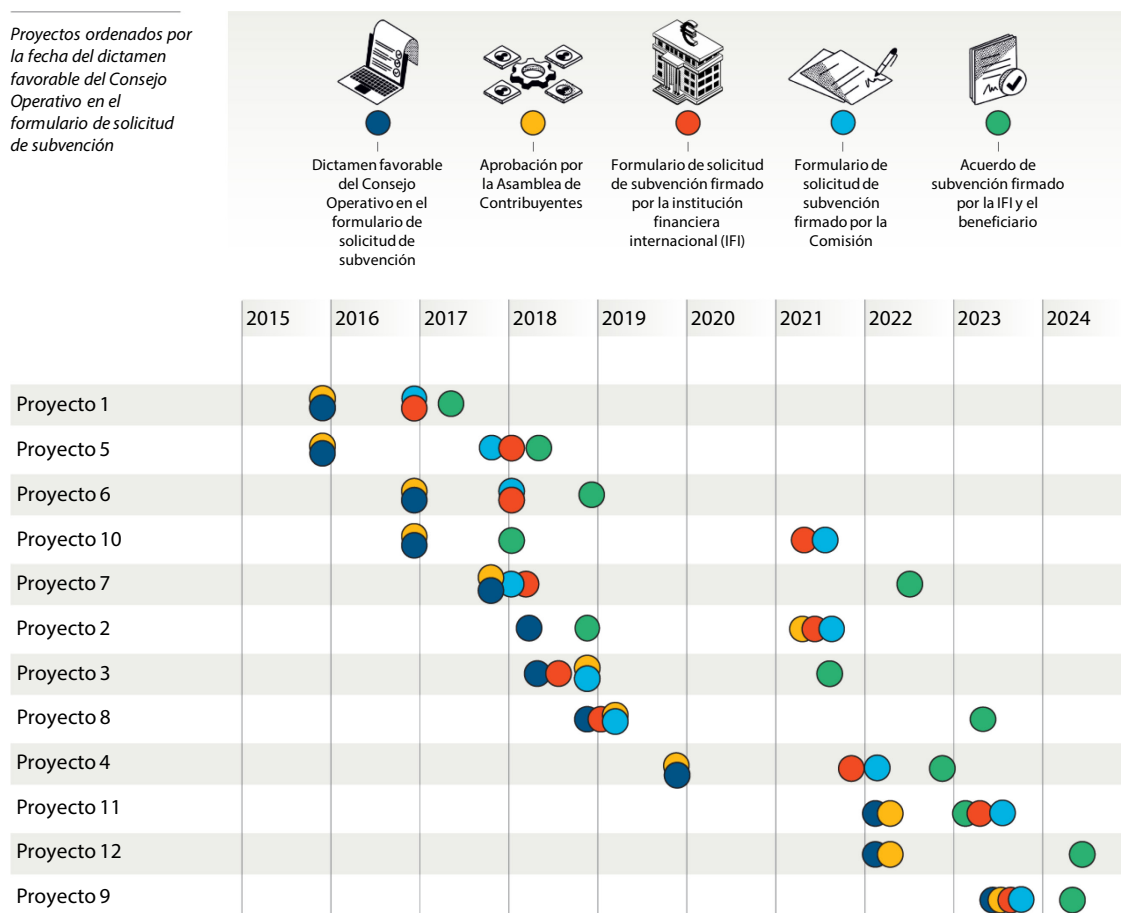 Proyectos ordenados por
la fecha del dictamen
favorable del Consejo
Operativo en el
formulario de solicitud
de subvención
€
Dictamen favorable
del Consejo
Operativo en el
formulario de
solicitud de
subvención
Aprobación por
la Asamblea de
Contribuyentes
Formulario de solicitud
de subvención firmado
por la institución
financiera
internacional (IFI)
Formulario de
solicitud de
subvención
firmado por la
Comisión
Acuerdo de
subvención firmado
por la IFI y el
beneficiario
2015 2016 2017 2018 2019 2020 2021 2022 2023 2024
Proyecto 1
Proyecto 5
Proyecto 6
Proyecto 10
Proyecto 7
Proyecto 2
Proyecto 3
Proyecto 8
Proyecto 4
Proyecto 11
Proyecto 12
Proyecto 9